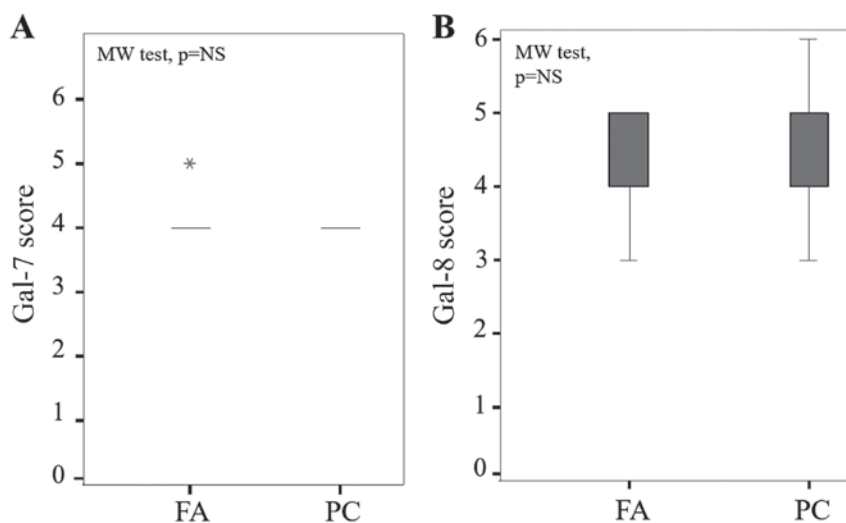 A
MW test, p=NS
Gal-7 score
6
5
*
4
3
2
1
0
FA PC
B
MW test,
p=NS
Gal-8 score
6
5
4
3
2
1
0
FA PC